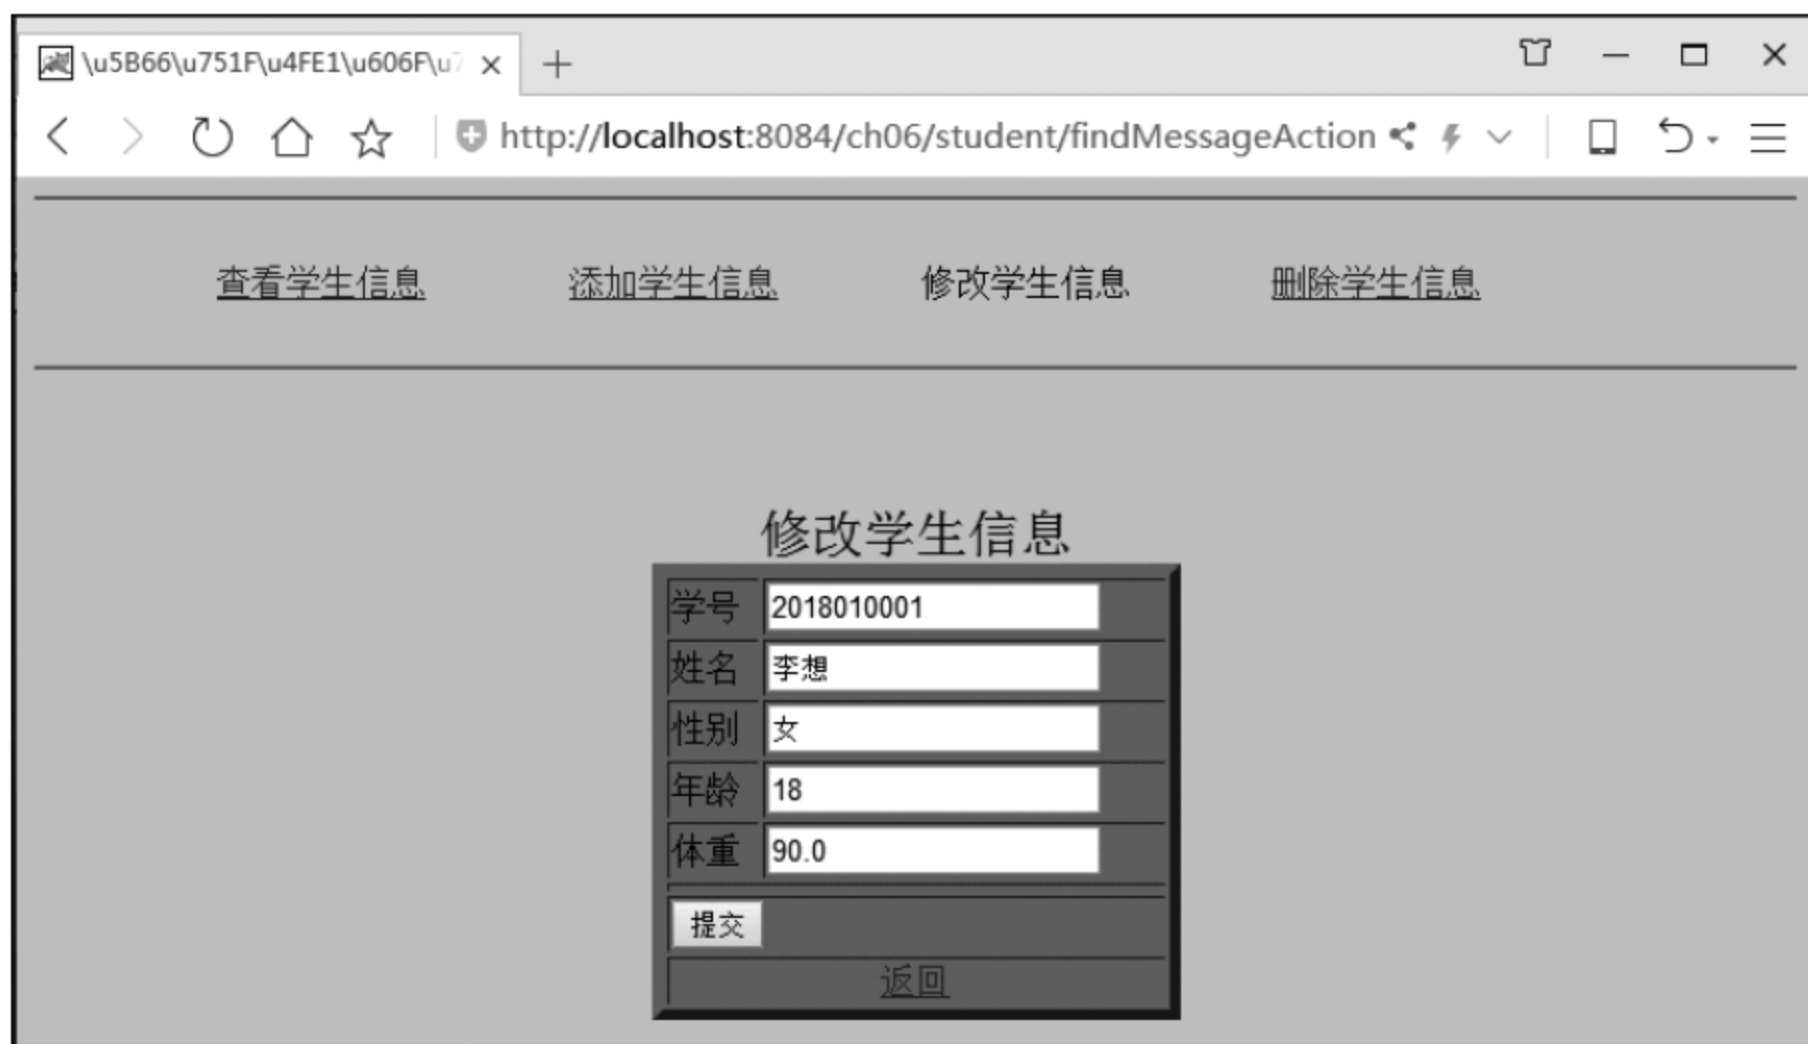 \u5B66\u751F\u4FE1\u606F\u7
http://localhost:8084/ch06/student/findMessageAction
查看学生信息 添加学生信息 修改学生信息 删除学生信息
修改学生信息
学号 2018010001
姓名 李想
性别 女
年龄 18
体重 90.0
提交
返回